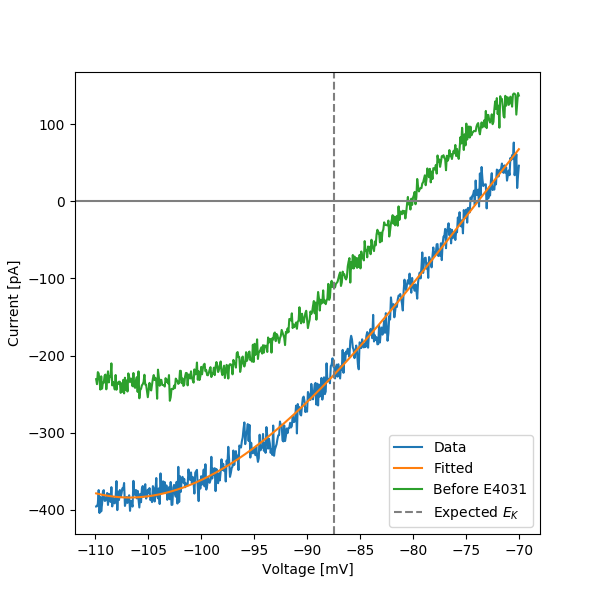 100
0
−100
−200
−300
−400
Current [pA]
−110 −105 −100 −95 −90 −85 −80 −75 −70
Voltage [mV]
Data
Fitted
Before E4031
Expected E_K